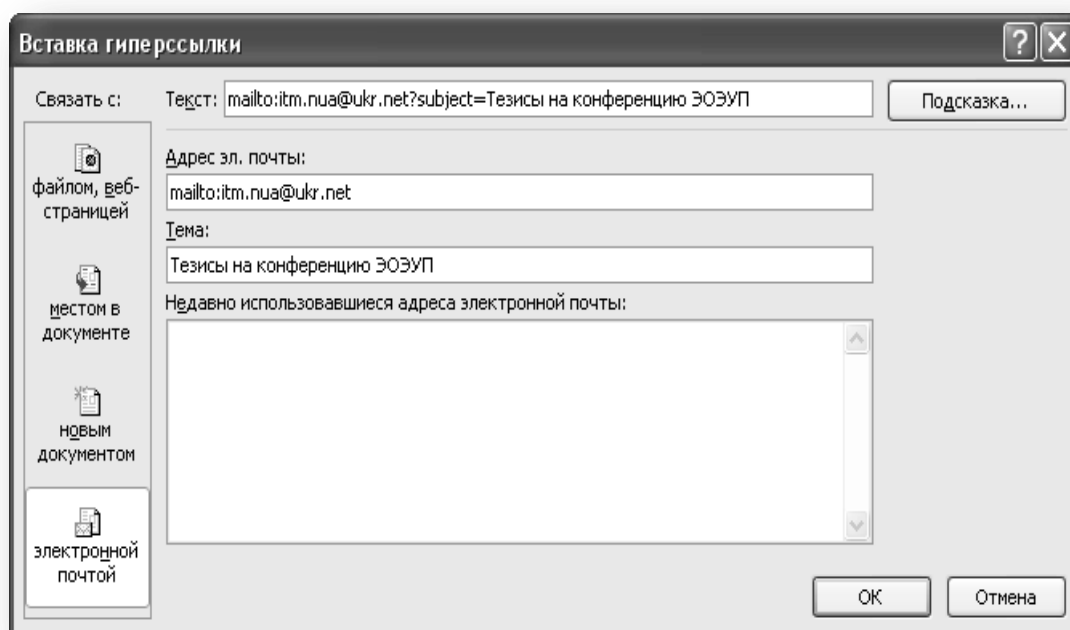 Вставка гиперссылки
Связать с:
Текст: mailto:itm.nua@ukr.net?subject=Тезисы на конференцию ЭОЭУП
Подсказка...
файлом, веб-
страницей
местом в
документе
новым
документом
электронной
почтой
Адрес эл. почты:
mailto:itm.nua@ukr.net
Тема:
Тезисы на конференцию ЭОЭУП
Недавно использовавшиеся адреса электронной почты:
ОК
Отмена